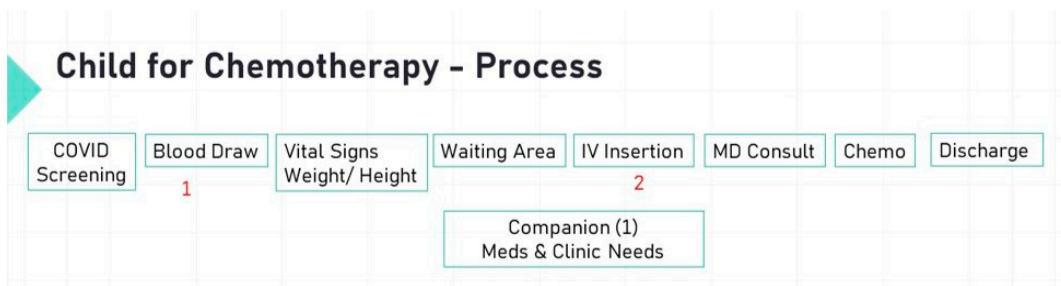 Child for Chemotherapy – Process
COVID
Screening
Blood Draw
1
Vital Signs
Weight/ Height
Waiting Area
IV Insertion
2
MD Consult
Chemo
Discharge
Companion (1)
Meds & Clinic Needs